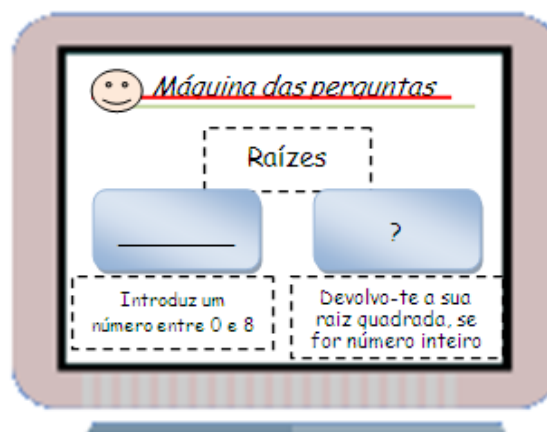 Máquina das perguntas
Raízes
?
Introduz um
número entre 0 e 8
Devolvo-te a sua
raiz quadrada, se
for número inteiro